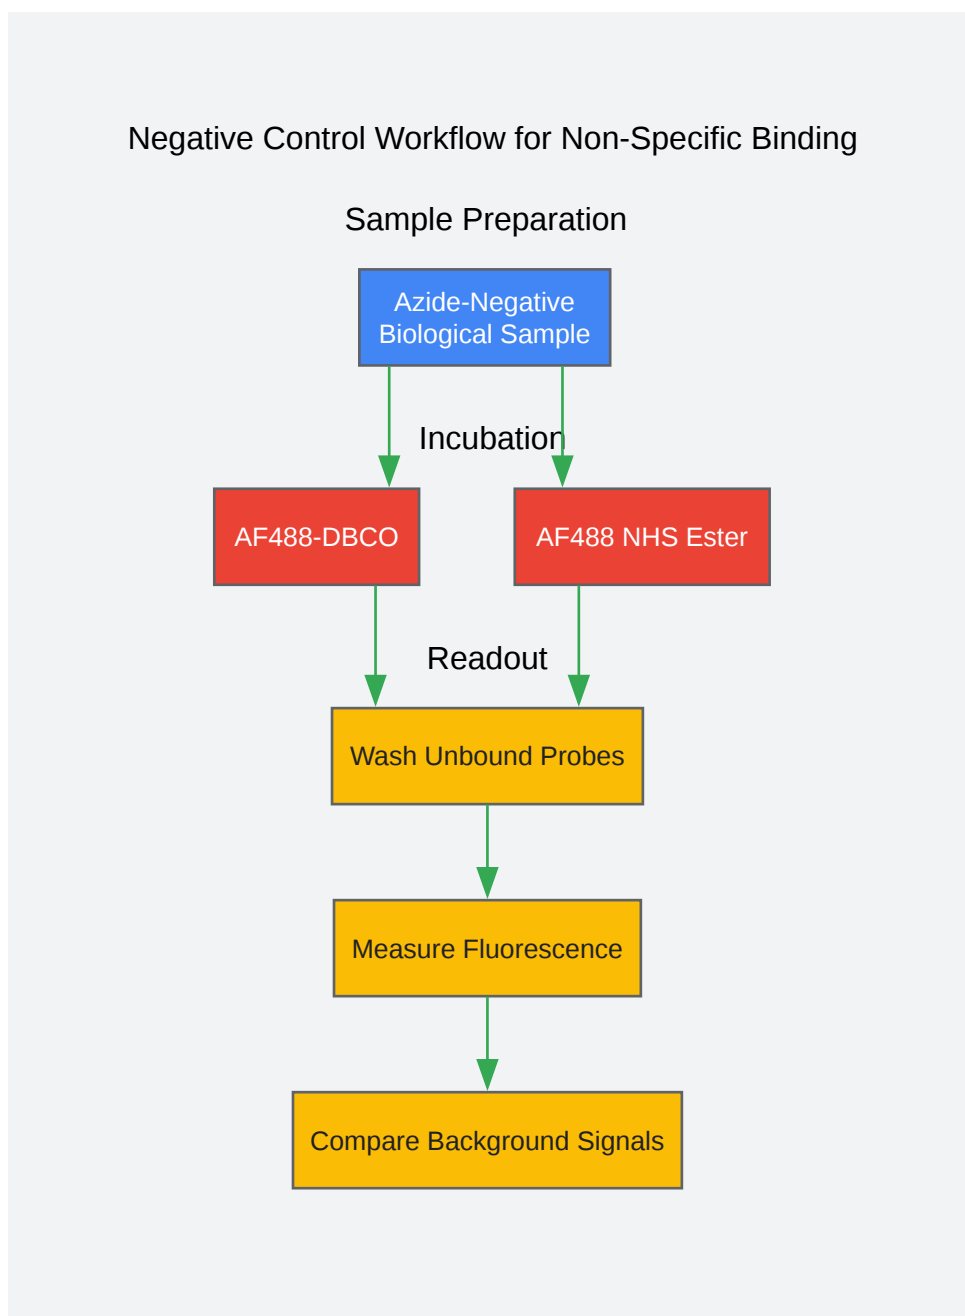 Negative Control Workflow for Non-Specific Binding
Sample Preparation
Azide-Negative
Biological Sample
Incubation
AF488-DBCO
AF488 NHS Ester
Readout
Wash Unbound Probes
Measure Fluorescence
Compare Background Signals